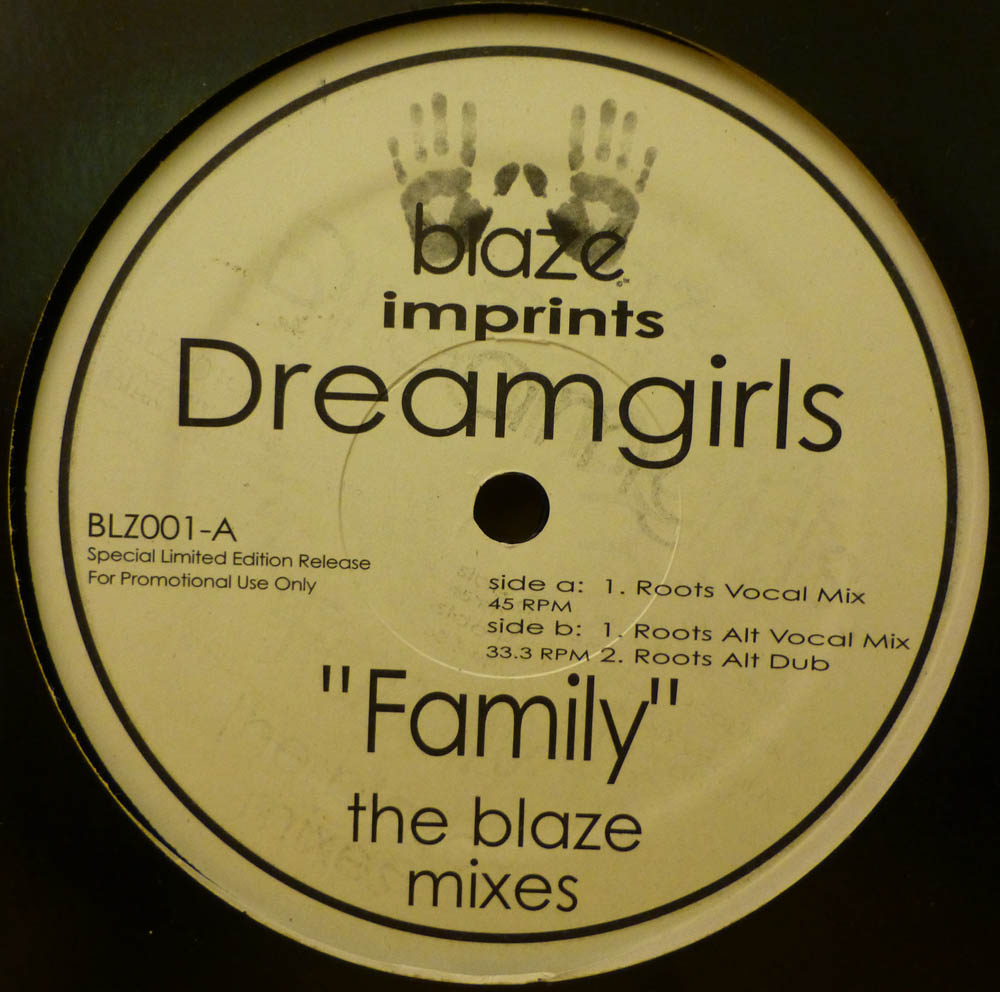 blaze
imprints
Dreamgirls
BLZ001-A
Special Limited Edition Release
For Promotional Use Only
side a: 1. Roots Vocal Mix
45 RPM
side b: 1. Roots Alt Vocal Mix
33.3 RPM 2. Roots Alt Dub
"Family"
the blaze
mixes